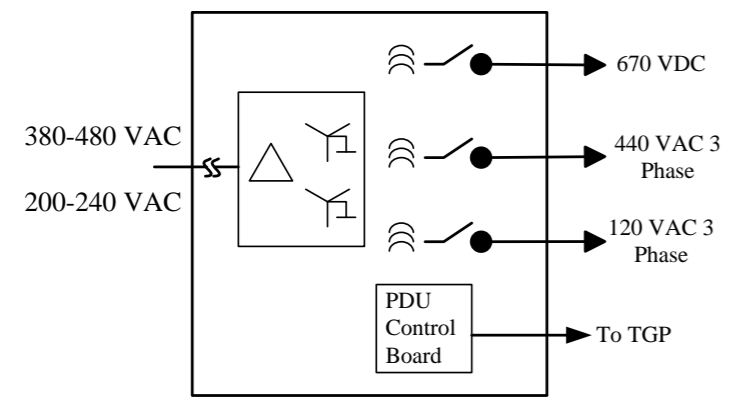 380-480 VAC
200-240 VAC
670 VDC
440 VAC 3
Phase
120 VAC 3
Phase
PDU
Control
Board
To TGP